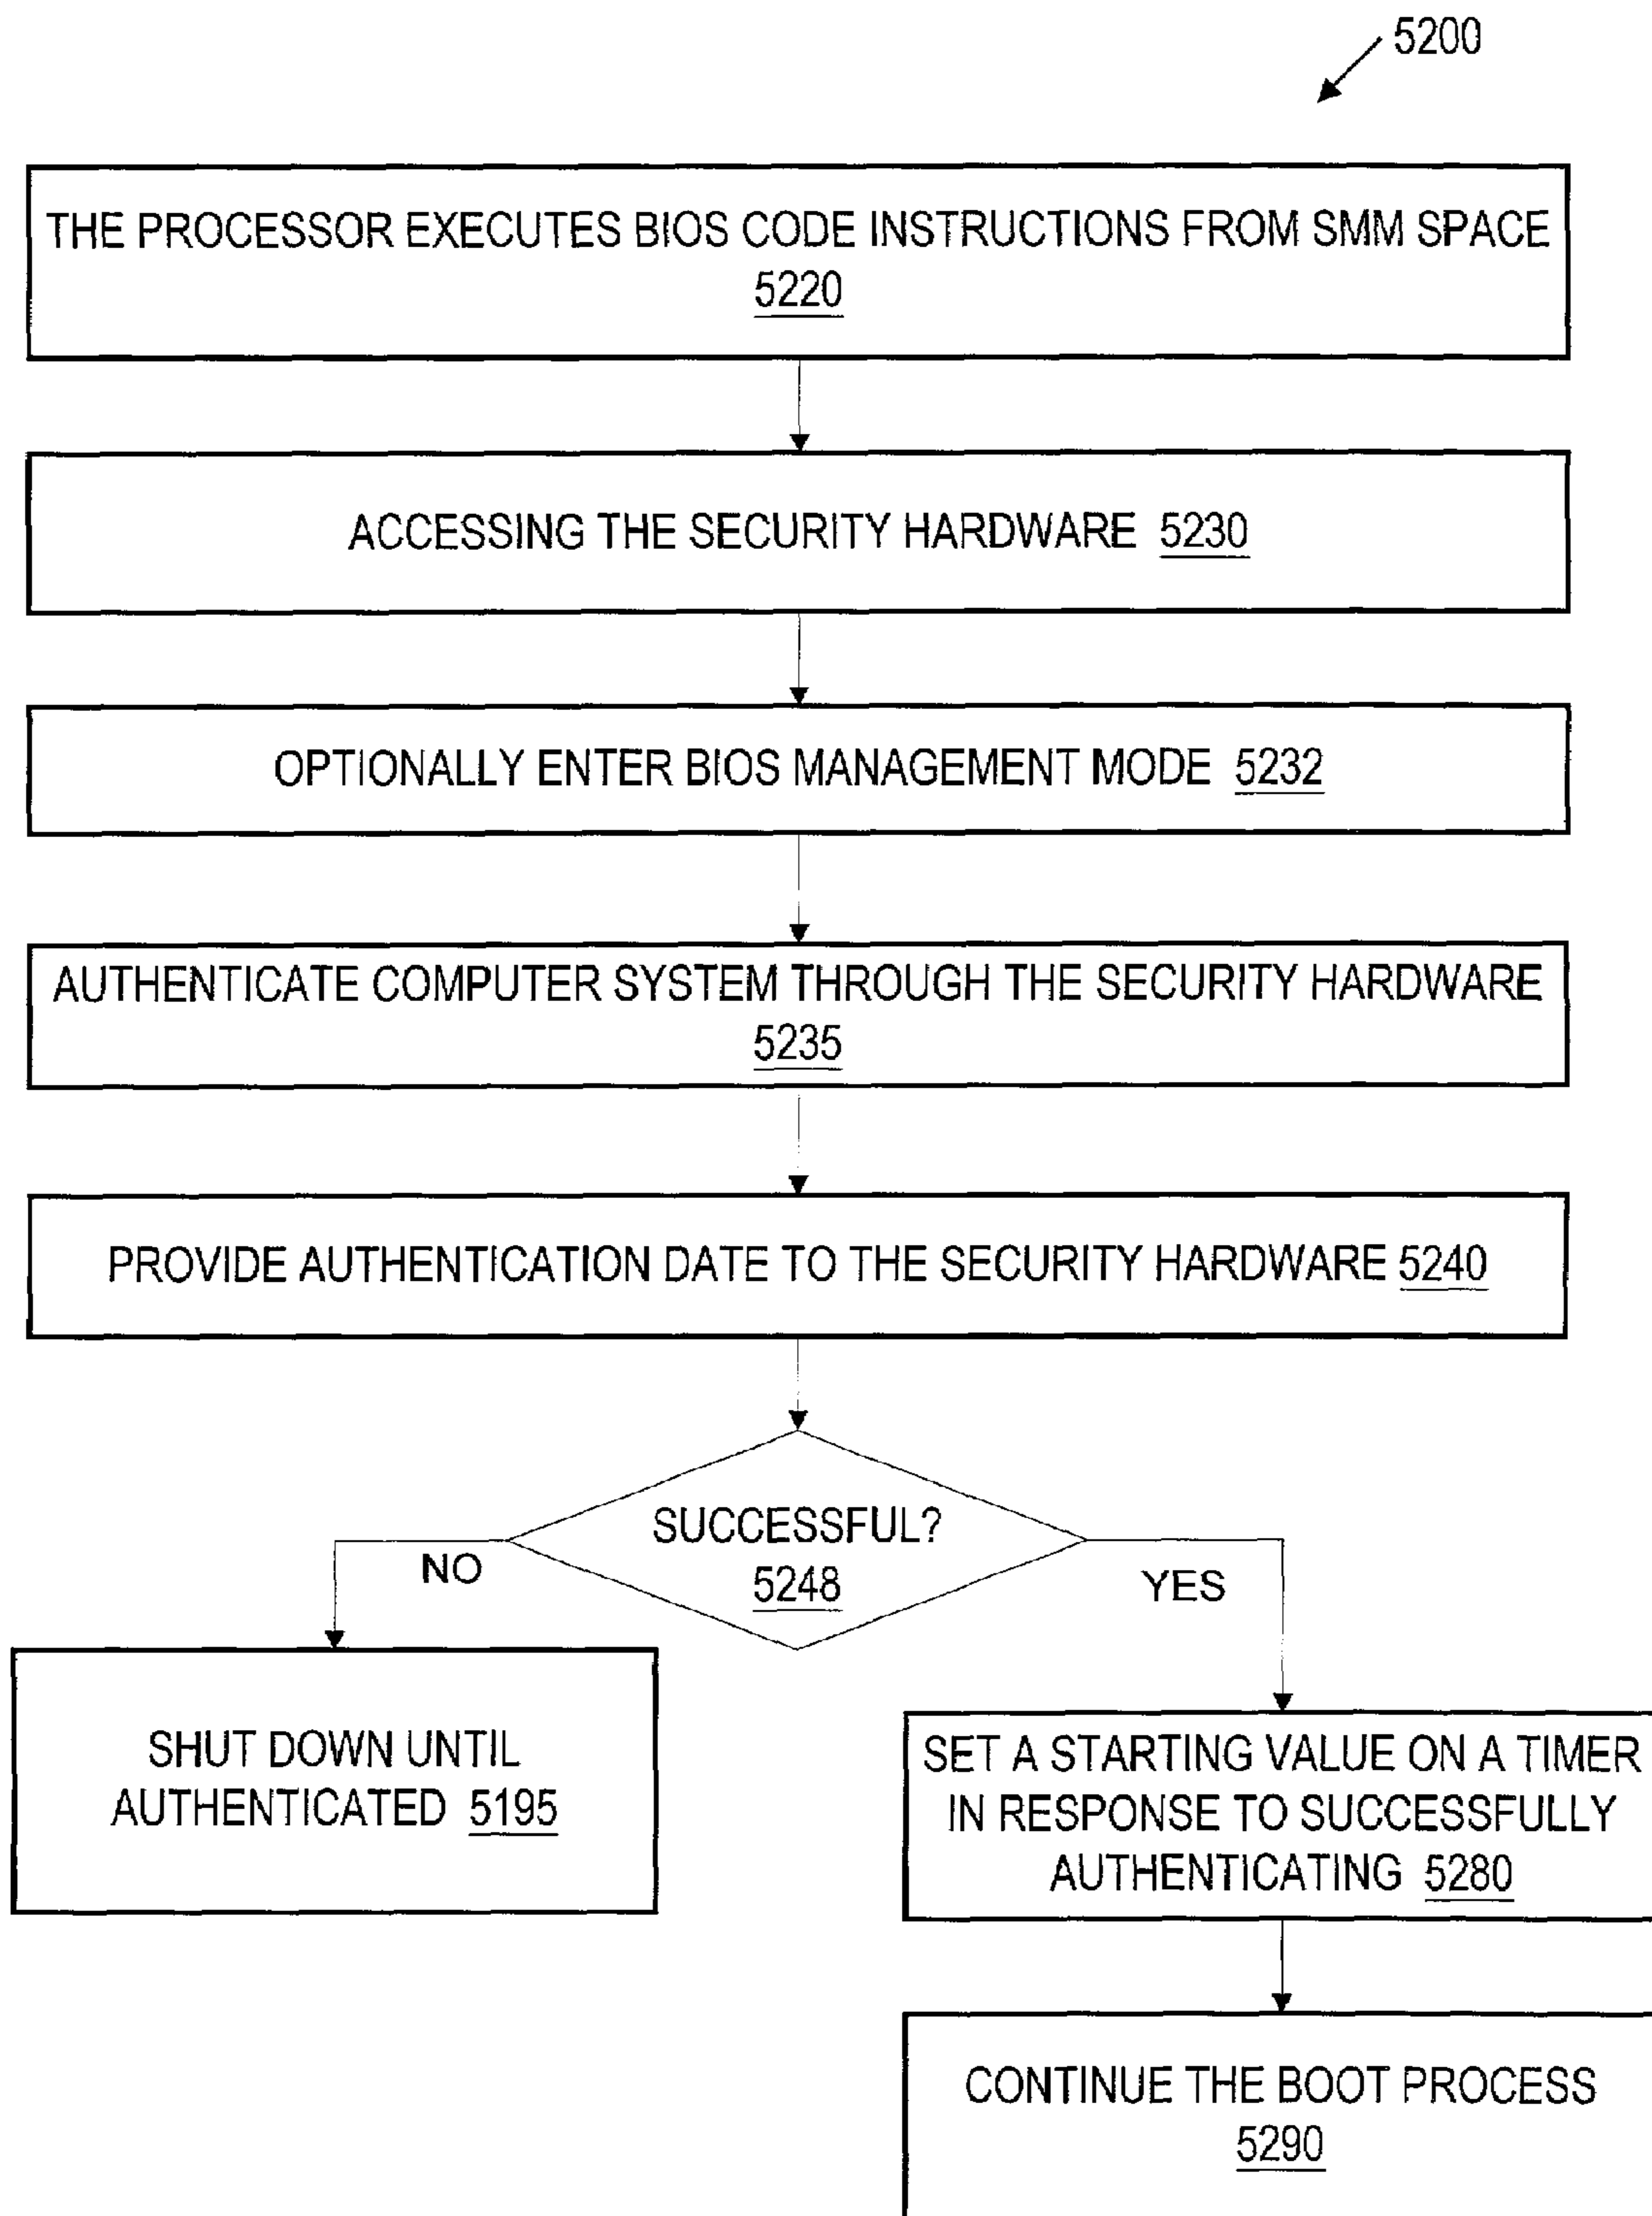 5200
THE PROCESSOR EXECUTES BIOS CODE INSTRUCTIONS FROM SMM SPACE
5220
ACCESSING THE SECURITY HARDWARE 5230
OPTIONALLY ENTER BIOS MANAGEMENT MODE 5232
AUTHENTICATE COMPUTER SYSTEM THROUGH THE SECURITY HARDWARE
5235
PROVIDE AUTHENTICATION DATE TO THE SECURITY HARDWARE 5240
SUCCESSFUL?
5248
NO
YES
SHUT DOWN UNTIL
AUTHENTICATED 5195
SET A STARTING VALUE ON A TIMER
IN RESPONSE TO SUCCESSFULLY
AUTHENTICATING 5280
CONTINUE THE BOOT PROCESS
5290